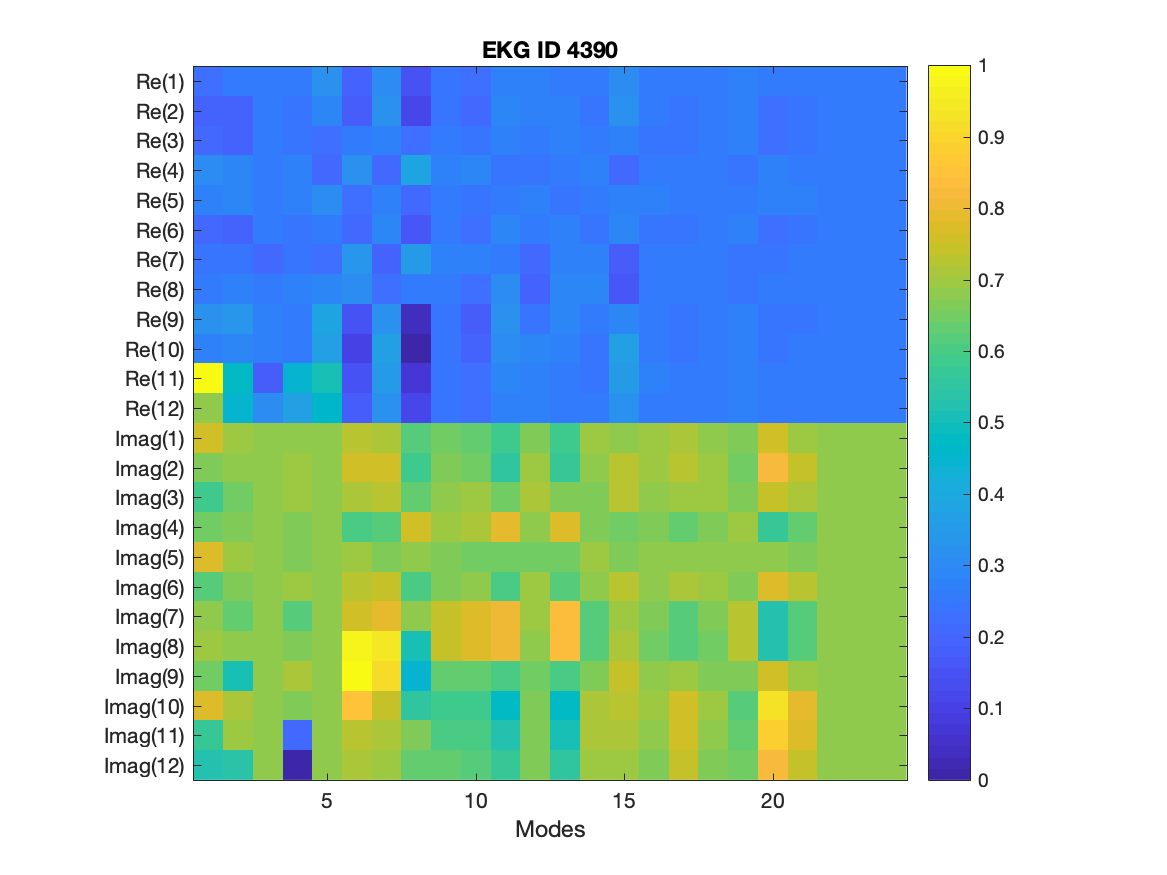 EKG ID 4390
Re(1)
Re(2)
Re(3)
Re(4)
Re(5)
Re(6)
Re(7)
Re(8)
Re(9)
Re(10)
Re(11)
Re(12)
Imag(1)
Imag(2)
Imag(3)
Imag(4)
Imag(5)
Imag(6)
Imag(7)
Imag(8)
Imag(9)
Imag(10)
Imag(11)
Imag(12)
5 10 15 20
Modes
1
0.9
0.8
0.7
0.6
0.5
0.4
0.3
0.2
0.1
0